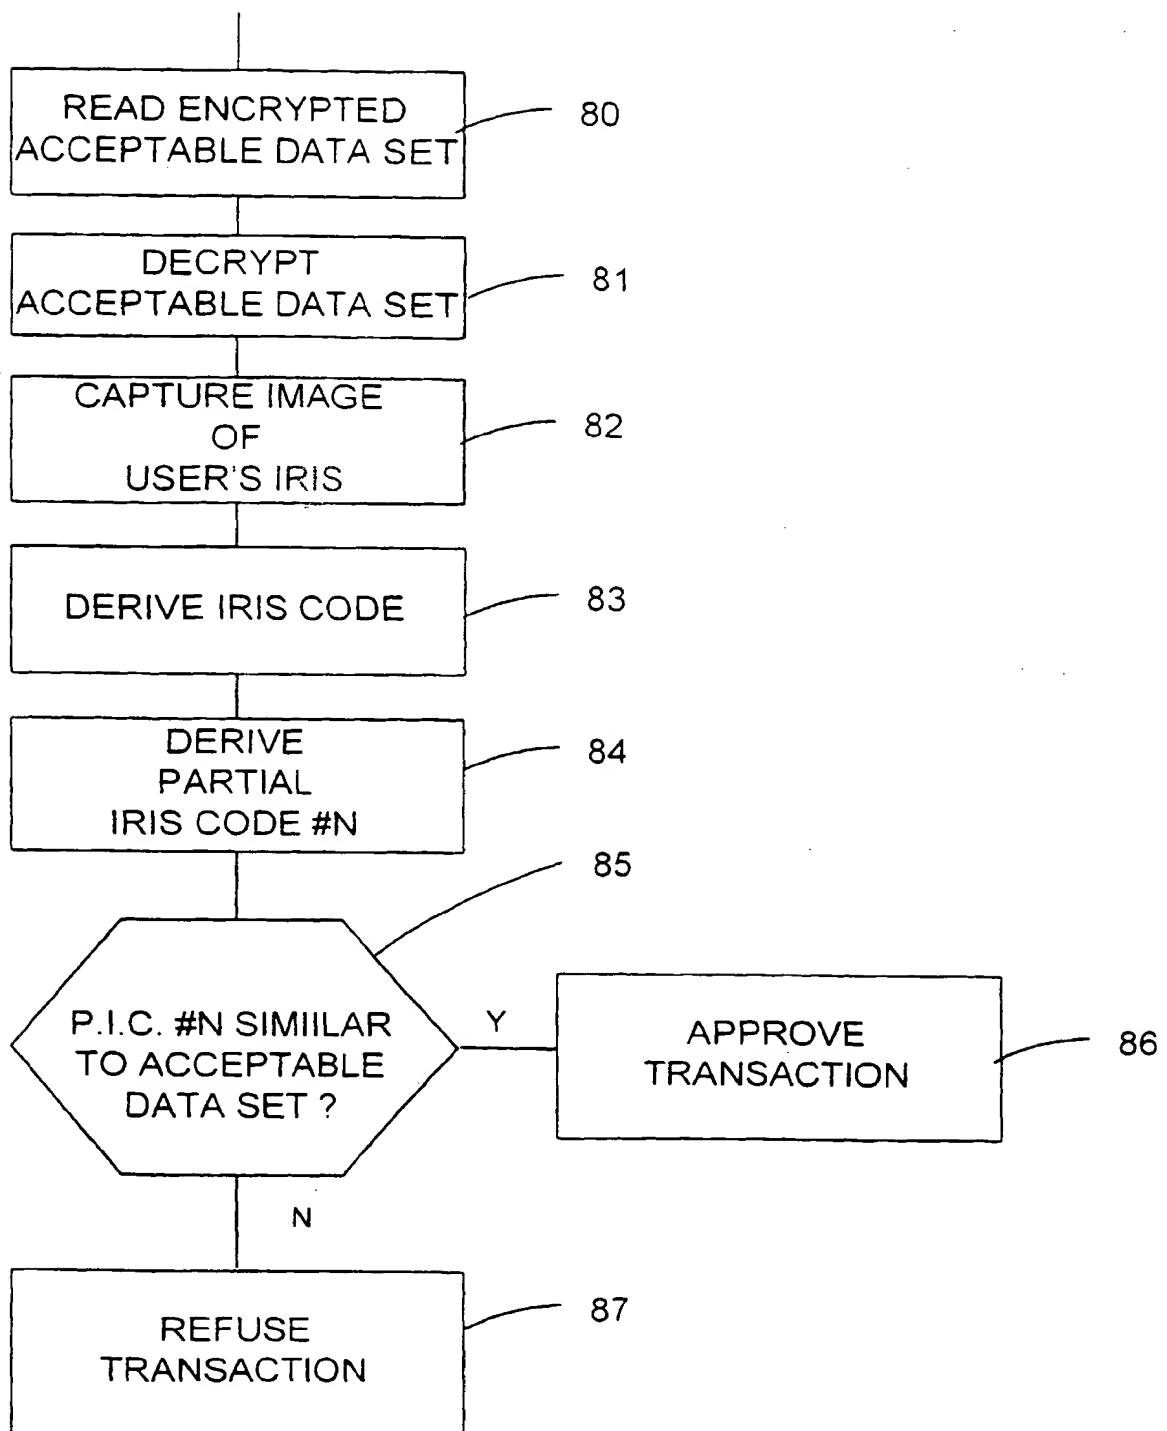 READ ENCRYPTED
ACCEPTABLE DATA SET
80
DECRYPT
ACCEPTABLE DATA SET
81
CAPTURE IMAGE
OF
USER'S IRIS
82
DERIVE IRIS CODE
83
DERIVE
PARTIAL
IRIS CODE #N
84
85
P.I.C. #N SIMIILAR
TO ACCEPTABLE
DATA SET ?
Y
APPROVE
TRANSACTION
86
N
REFUSE
TRANSACTION
87